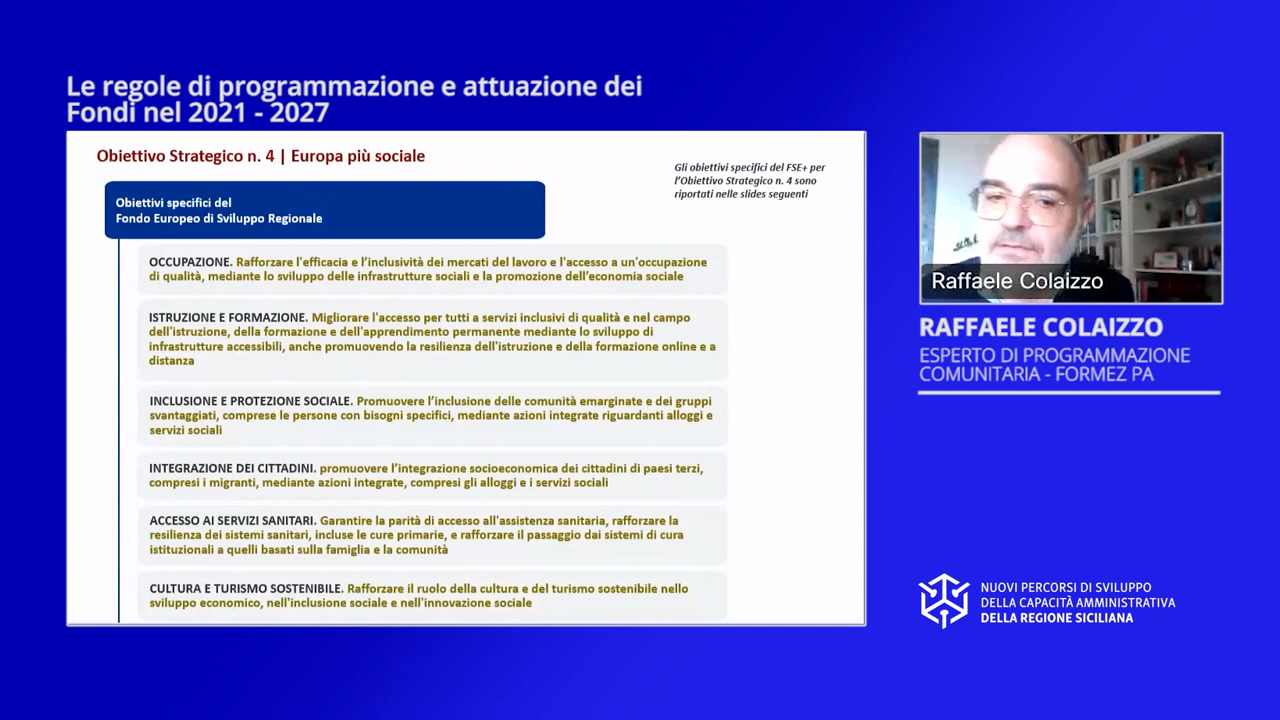 Le regole di programmazione e attuazione dei
Fondi nel 2021 - 2027
Obiettivo Strategico n. 4 | Europa più sociale
Gli obiettivi specifici del FSE+ per
l'Obiettivo Strategico n. 4 sono
riportati nelle slides seguenti
Obiettivi specifici del
Fondo Europeo di Sviluppo Regionale
OCCUPAZIONE. Rafforzare l'efficacia e l'inclusività dei mercati del lavoro e l'accesso a un'occupazione
di qualità, mediante lo sviluppo delle infrastrutture sociali e la promozione dell'economia sociale
ISTRUZIONE E FORMAZIONE. Migliorare l'accesso per tutti a servizi inclusivi di qualità e nel campo
dell'istruzione, della formazione e dell'apprendimento permanente mediante lo sviluppo di
infrastrutture accessibili, anche promuovendo la resilienza dell'istruzione e della formazione online e a
distanza
INCLUSIONE E PROTEZIONE SOCIALE. Promuovere l'inclusione delle comunità emarginate e dei gruppi
svantaggiati, comprese le persone con bisogni specifici, mediante azioni integrate riguardanti alloggi e
servizi sociali
INTEGRAZIONE DEI CITTADINI. promuovere l'integrazione socioeconomica dei cittadini di paesi terzi,
compresi i migranti, mediante azioni integrate, compresi gli alloggi e i servizi sociali
ACCESSO AI SERVIZI SANITARI. Garantire la parità di accesso all'assistenza sanitaria, rafforzare la
resilienza dei sistemi sanitari, incluse le cure primarie, e rafforzare il passaggio dai sistemi di cura
istituzionali a quelli basati sulla famiglia e la comunità
CULTURA E TURISMO SOSTENIBILE. Rafforzare il ruolo della cultura e del turismo sostenibile nello
sviluppo economico, nell'inclusione sociale e nell'innovazione sociale
Raffaele Colaizzo
RAFFAELE COLAIZZO
ESPERTO DI PROGRAMMAZIONE
COMUNITARIA - FORMEZ PA
NUOVI PERCORSI DI SVILUPPO
DELLA CAPACITÀ AMMINISTRATIVA
DELLA REGIONE SICILIANA